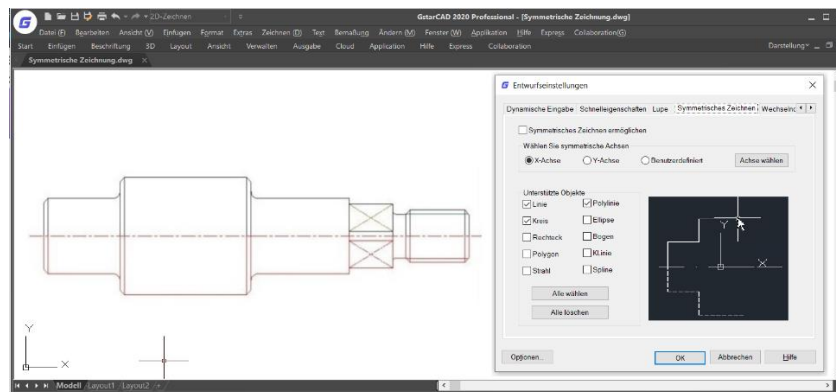 2D-Zeichnen
GstarCAD 2020 Professional - [Symmetrische Zeichnung.dwg]
Datei (F) Bearbeiten Ansicht (V) Einfügen Format Extras Zeichnen (D) Text Bemaßung Ändern (M) Fenster (W) Applikation Hilfe Express Collaboration(G)
Start Einfügen Beschriftung 3D Layout Ansicht Verwalten Ausgabe Cloud Application Hilfe Express Collaboration Darstellung
Symmetrische Zeichnung.dwg
Entwurfseinstellungen
Dynamische Eingabe Schnelleigenschaften Lupe Symmetrisches Zeichnen
Symmetrisches Zeichnen ermöglichen
Wählen Sie symmetrische Achsen
X-Achse Y-Achse Benutzerdefiniert Achse wählen
Unterstützte Objekte
Linie Polylinie
Kreis Ellipse
Rechteck Bogen
Polygon KLinie
Strahl Spline
Alle wählen
Alle löschen
Y
X
Y
X
Optionen... OK Abbrechen Hilfe
Modell Layout1 Layout2